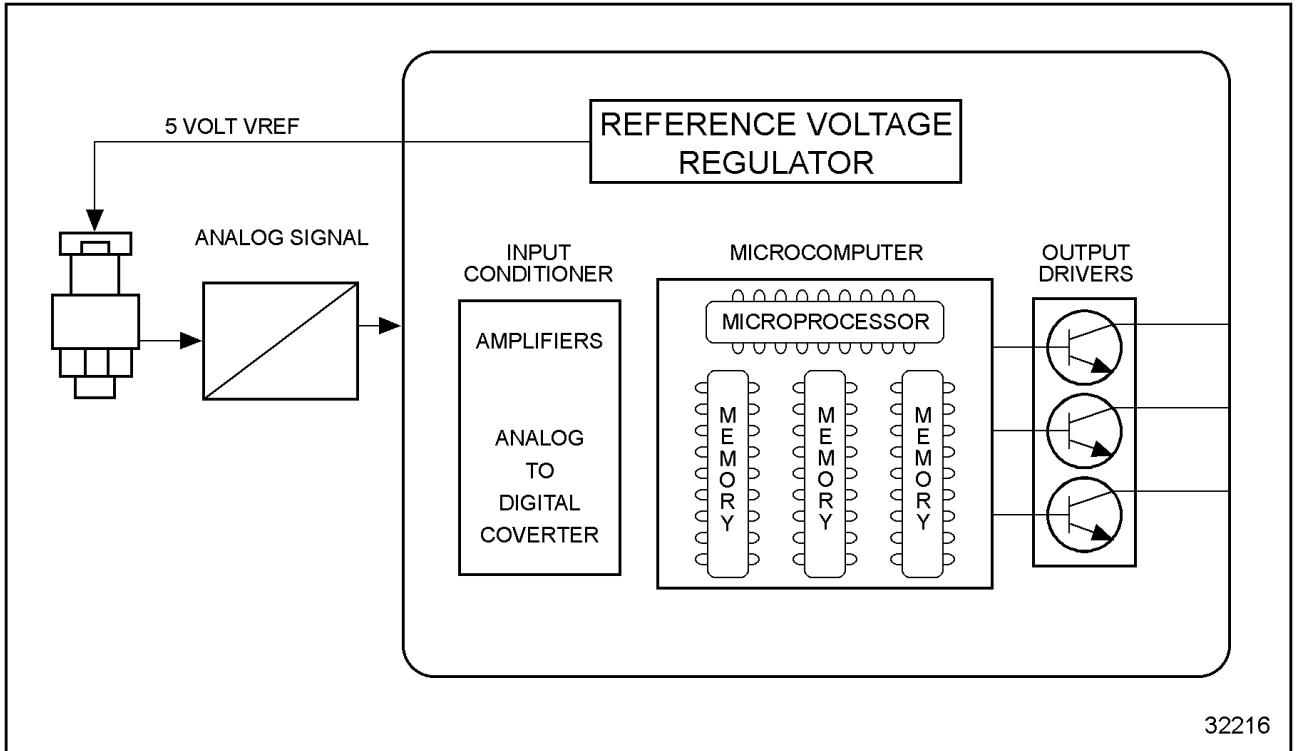 5 VOLT VREF
REFERENCE VOLTAGE
REGULATOR
ANALOG SIGNAL
INPUT
CONDITIONER
MICROCOMPUTER
OUTPUT
DRIVERS
AMPLIFIERS
ANALOG
TO
DIGITAL
COVERTER
MICROPROCESSOR
MEMORY
MEMORY
MEMORY
32216